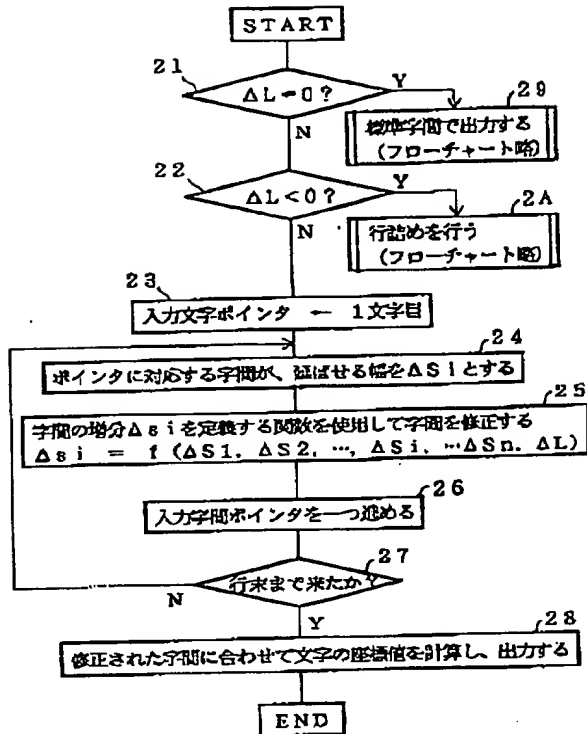 START
21
ΔL=0?
Y
29
N
標準字間で出力する
(フローチャート略)
22
ΔL<0?
Y
2A
N
行詰めを行う
(フローチャート略)
23
入力文字ポインタ ← 1文字目
24
ポインタに対応する字間が、延ばせる幅をΔSiとする
25
字間の増分Δsiを定義する関数を使用して字間を修正する
Δsi = f(ΔS1, ΔS2, …, ΔSi, …ΔSn, ΔL)
26
入力字間ポインタを一つ進める
27
行末まで来たか?
N
Y
28
修正された字間に合わせて文字の座標値を計算し、出力する
END